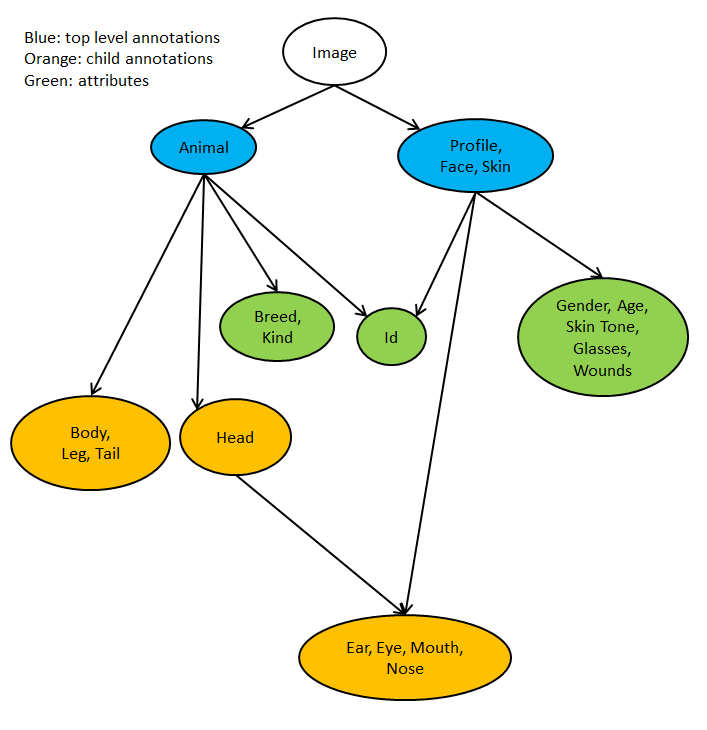 Blue: top level annotations
Orange: child annotations
Green: attributes
Image
Animal
Profile,
Face, Skin
Breed,
Kind
Id
Gender, Age,
Skin Tone,
Glasses,
Wounds
Body,
Leg, Tail
Head
Ear, Eye, Mouth,
Nose